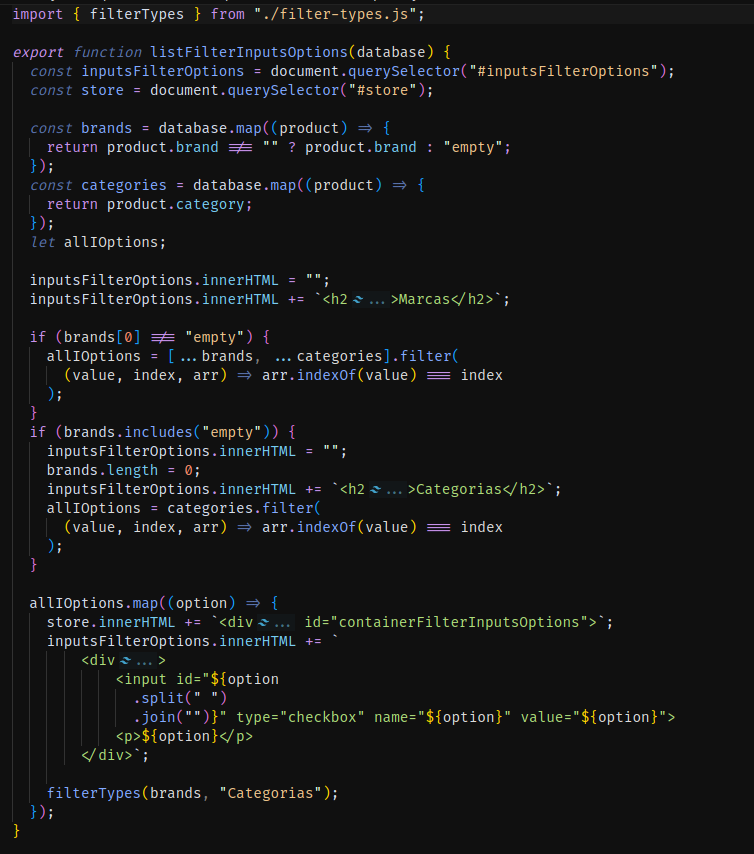 import { filterTypes } from "./filter-types.js";
export function listFilterInputsOptions(database) {
const inputsFilterOptions = document.querySelector("#inputsFilterOptions");
const store = document.querySelector("#store");
const brands = database.map((product) => {
return product.brand !== "" ? product.brand : "empty";
});
const categories = database.map((product) => {
return product.category;
});
let allIOptions;
inputsFilterOptions.innerHTML = "";
inputsFilterOptions.innerHTML += `<h2 ...>Marcas</h2>`;
if (brands[0] !== "empty") {
allIOptions = [...brands, ...categories].filter(
(value, index, arr) => arr.indexOf(value) === index
);
}
if (brands.includes("empty")) {
inputsFilterOptions.innerHTML = "";
brands.length = 0;
inputsFilterOptions.innerHTML += `<h2 ...>Categorias</h2>`;
allIOptions = categories.filter(
(value, index, arr) => arr.indexOf(value) === index
);
}
allIOptions.map((option) => {
store.innerHTML += `<div ... id="containerFilterInputsOptions">`;
inputsFilterOptions.innerHTML += `
<div ...>
<input id="${option
.split(" ")
.join("")}" type="checkbox" name="${option}" value="${option}">
<p>${option}</p>
</div>`;
filterTypes(brands, "Categorias");
});
}